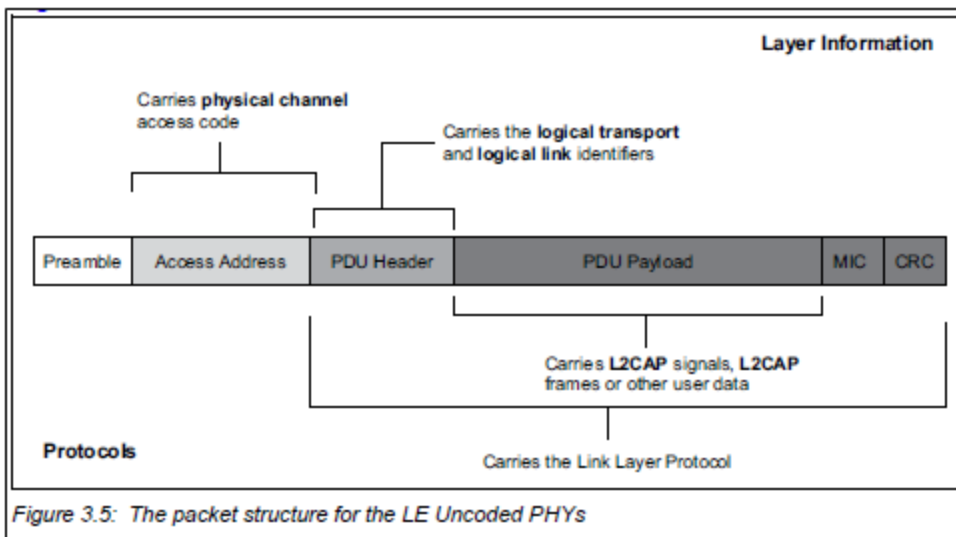 Layer Information
Carries physical channel
access code
Carries the logical transport
and logical link identifiers
Preamble
Access Address
PDU Header
PDU Payload
MIC
CRC
Carries L2CAP signals, L2CAP
frames or other user data
Protocols
Carries the Link Layer Protocol
Figure 3.5: The packet structure for the LE Uncoded PHYs